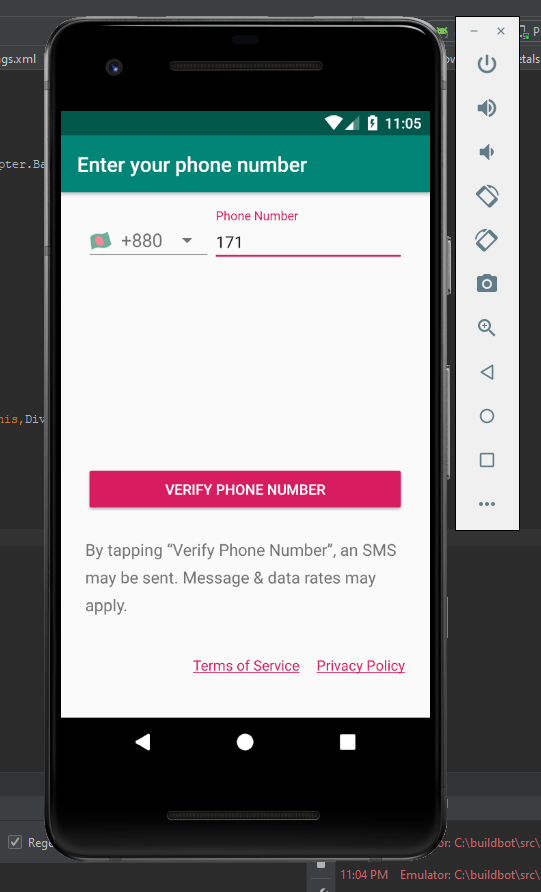 11:05
gs.xml
Enter your phone number
pter.Ba
Phone Number
+880
171
his,Div
VERIFY PHONE NUMBER
By tapping “Verify Phone Number”, an SMS
may be sent. Message & data rates may
apply.
Terms of Service
Privacy Policy
or: C:\buildbot\src\
11:04 PM
Emulator: C:\buildbot\src\